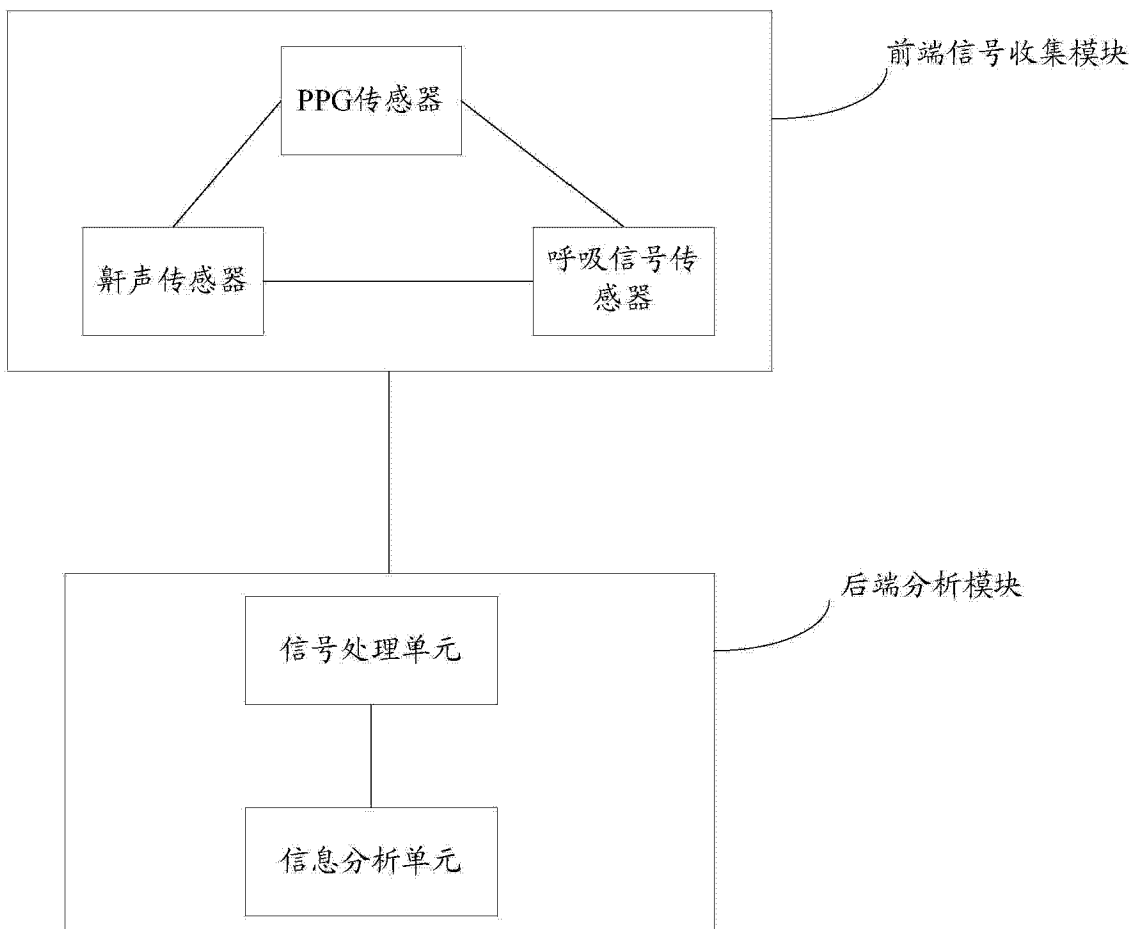 前端信号收集模块
PPG传感器
鼾声传感器
呼吸信号传
感器
后端分析模块
信号处理单元
信息分析单元